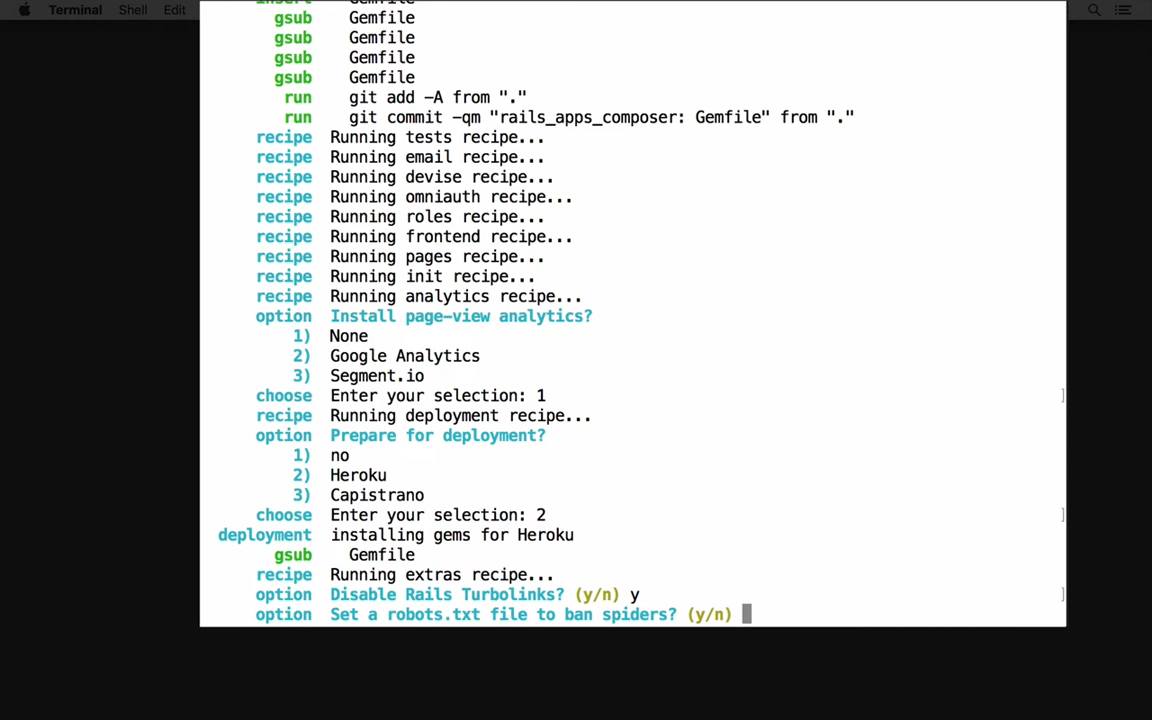 Terminal Shell Edit
insert Gemfile
gsub Gemfile
gsub Gemfile
gsub Gemfile
gsub Gemfile
run git add -A from "."
run git commit -qm "rails_apps_composer: Gemfile" from "."
recipe Running tests recipe...
recipe Running email recipe...
recipe Running devise recipe...
recipe Running omniauth recipe...
recipe Running roles recipe...
recipe Running frontend recipe...
recipe Running pages recipe...
recipe Running init recipe...
recipe Running analytics recipe...
option Install page-view analytics?
1) None
2) Google Analytics
3) Segment.io
choose Enter your selection: 1 ]
recipe Running deployment recipe...
option Prepare for deployment?
1) no
2) Heroku
3) Capistrano
choose Enter your selection: 2 ]
deployment installing gems for Heroku
gsub Gemfile
recipe Running extras recipe...
option Disable Rails Turbolinks? (y/n) y ]
option Set a robots.txt file to ban spiders? (y/n)